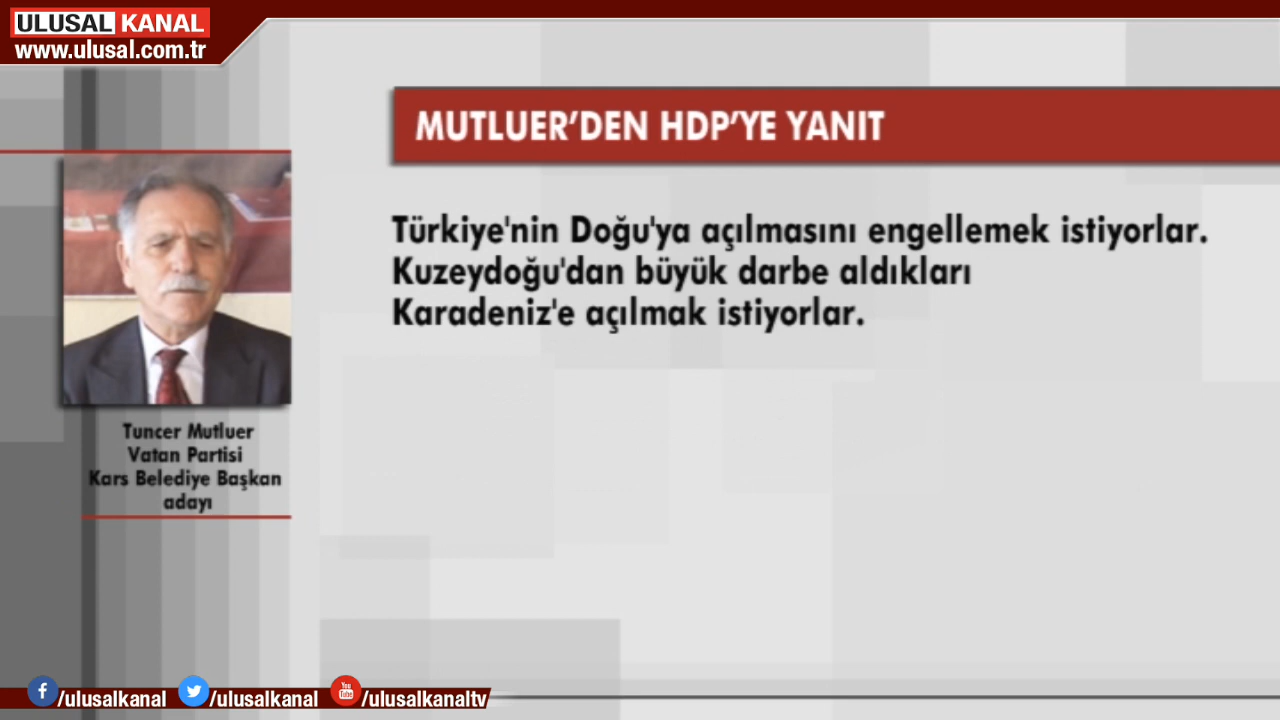 ULUSAL KANAL
www.ulusal.com.tr
MUTLUER’DEN HDP’YE YANIT
Türkiye'nin Doğu'ya açılmasını engellemek istiyorlar.
Kuzeydoğu'dan büyük darbe aldıkları
Karadeniz'e açılmak istiyorlar.
Tuncer Mutluer
Vatan Partisi
Kars Belediye Başkan
adayı
/ulusalkanal /ulusalkanal /ulusalkanaltv